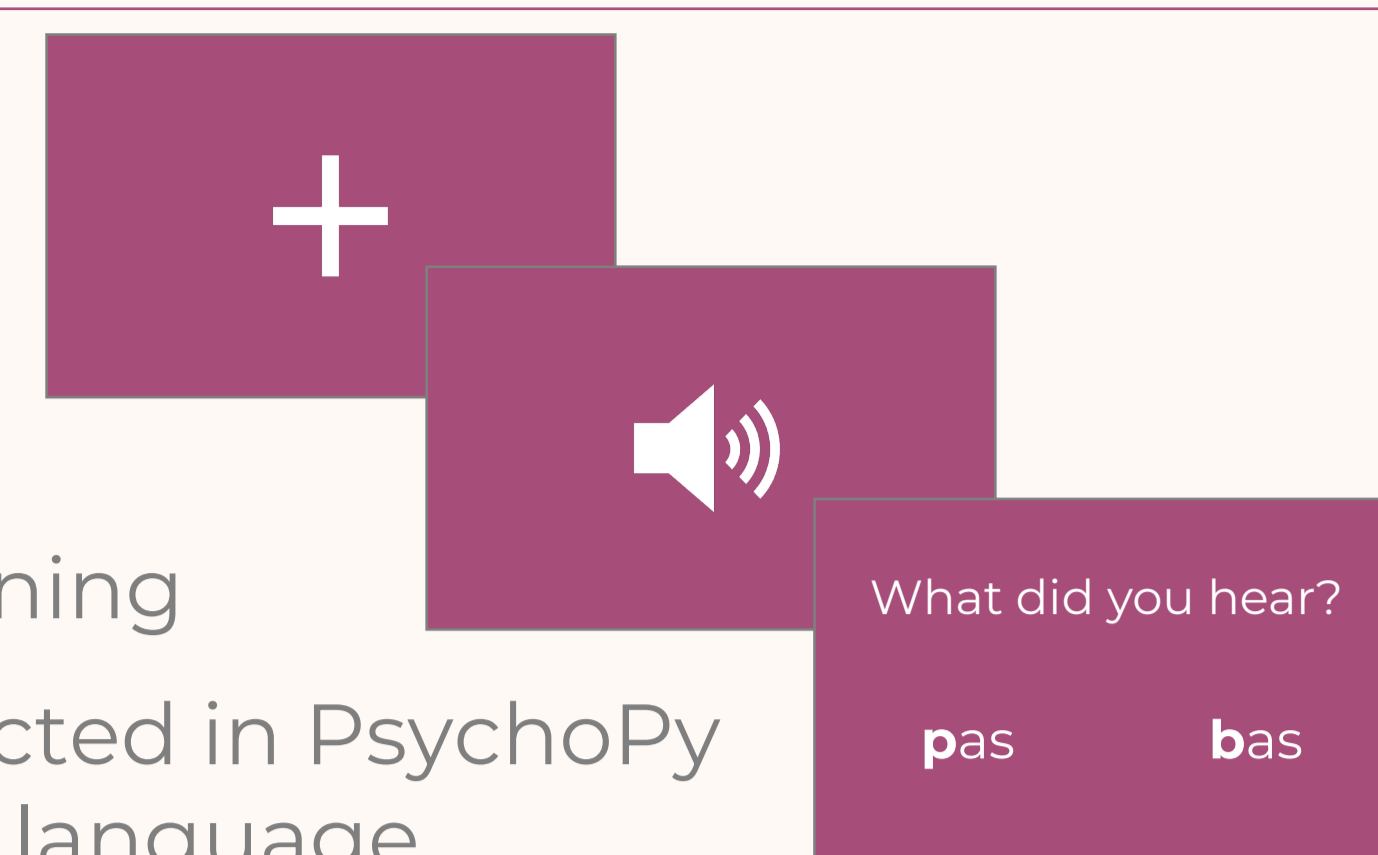 ning
cted in PsychoPy
language
What did you hear?
pas bas